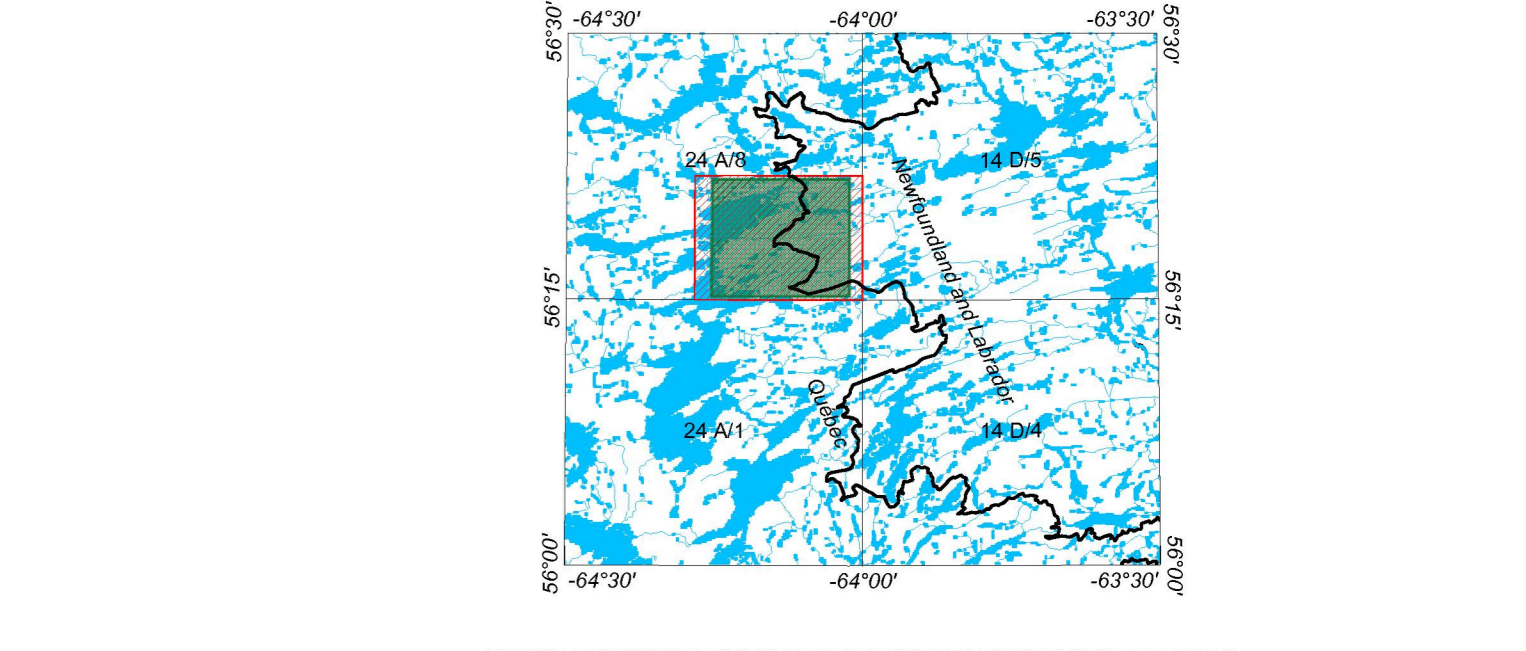 -64°30' -64°00' -63°30'
56°30' 56°30'
24 A/8 14 D/5
Newfoundland and Labrador
56°15' 56°15'
Quebec
24 A/1 14 D/4
56°00' 56°00'
-64°30' -64°00' -63°30'